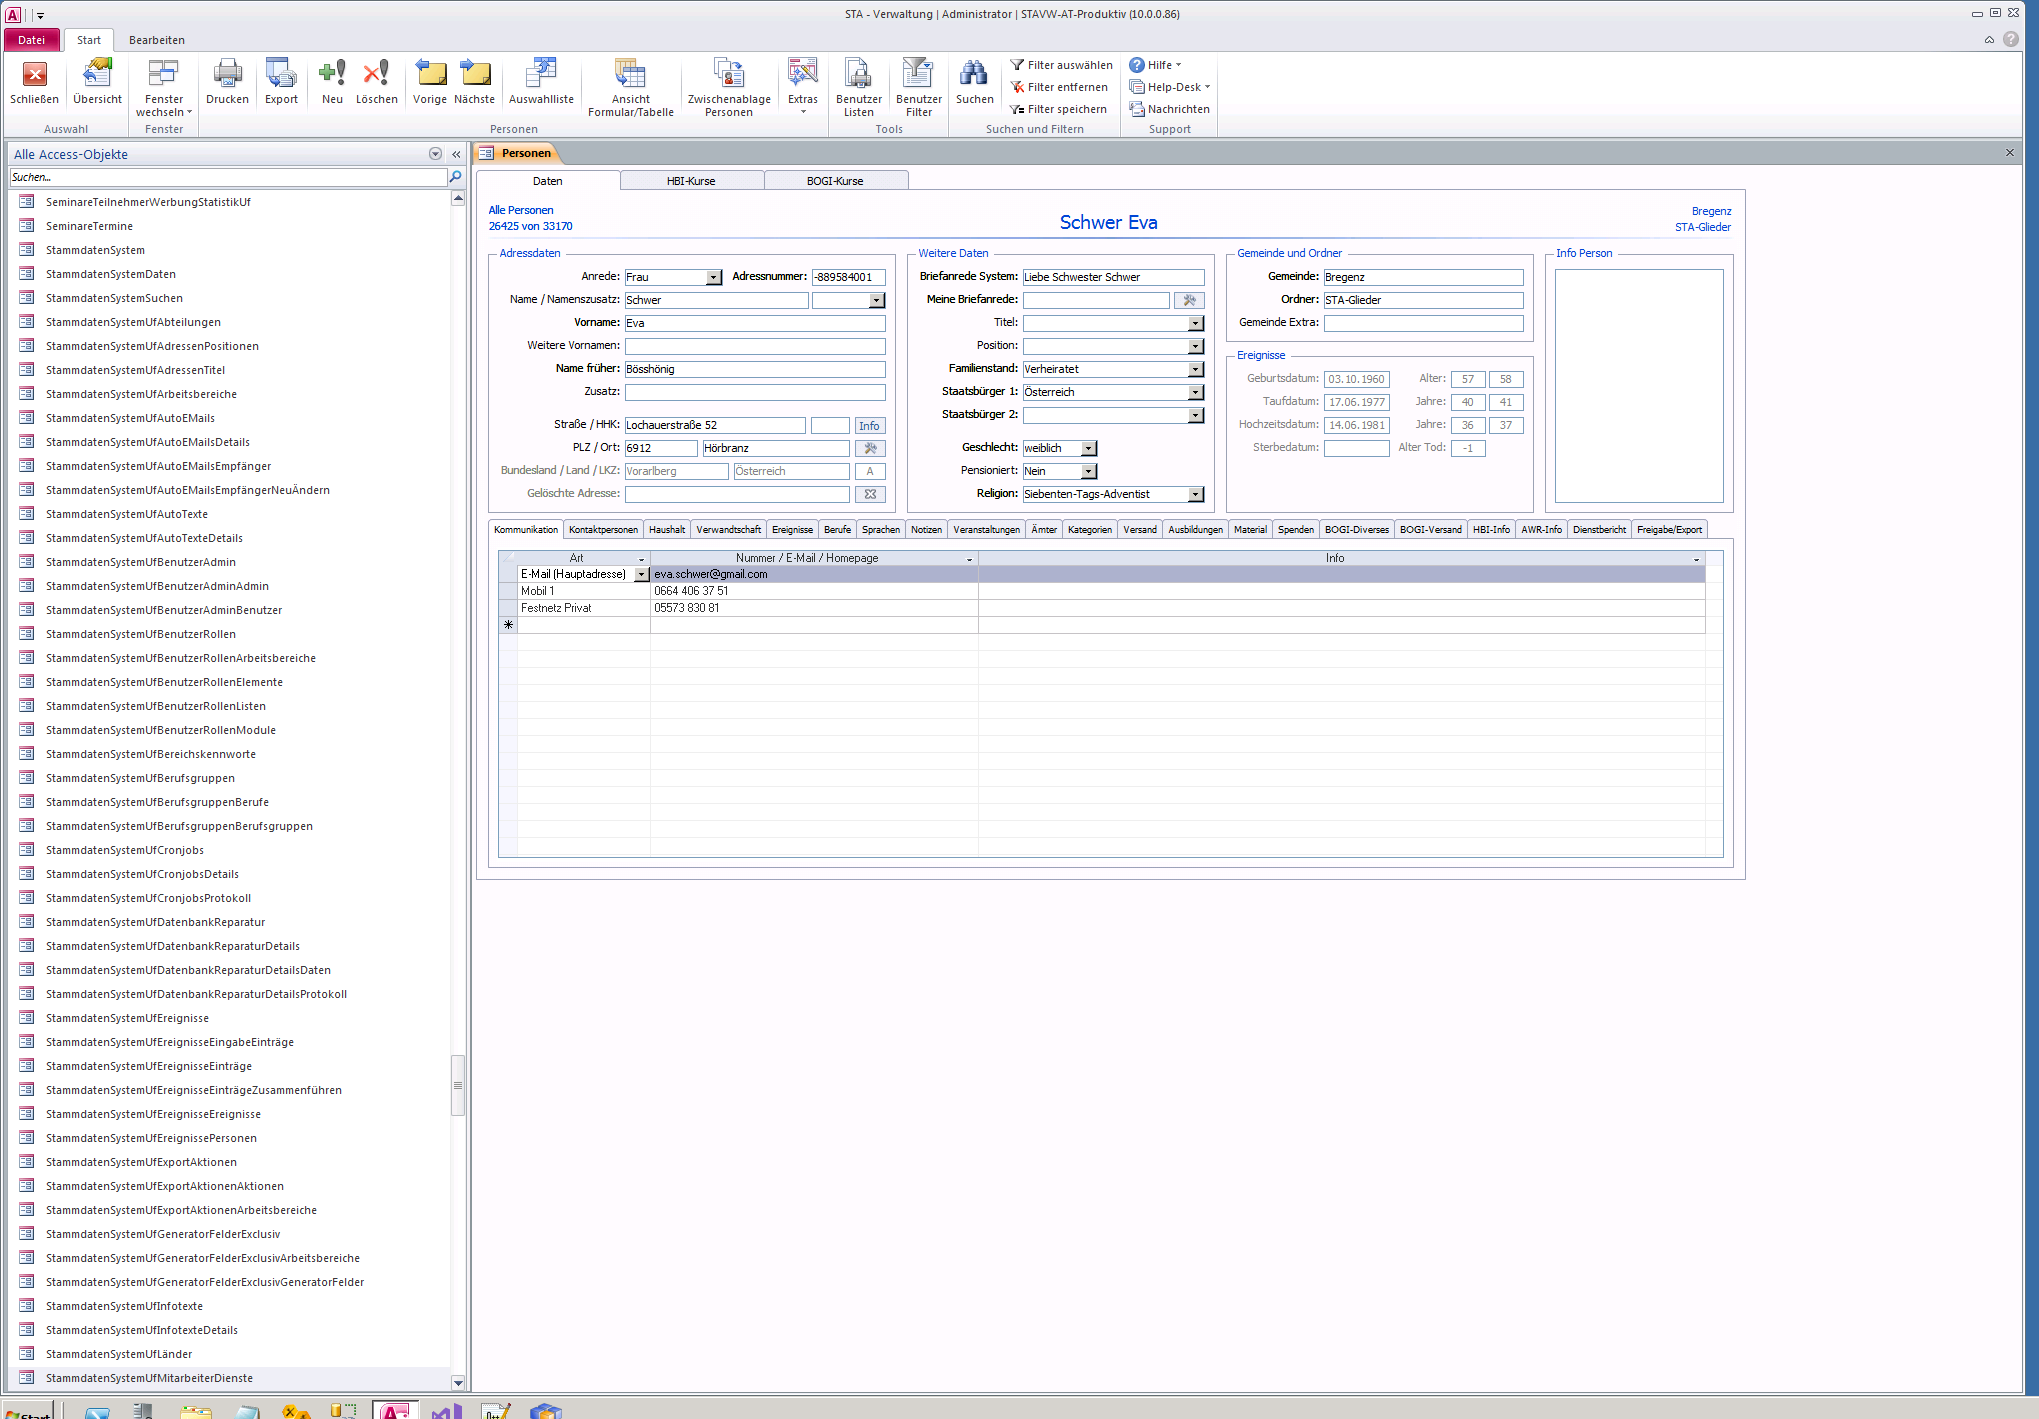 STA - Verwaltung | Administrator | STAVW-AT-Produktiv (10.0.0.86)
Datei Start Bearbeiten
Schließen Übersicht Fenster wechseln Drucken Export Neu Löschen Vorige Nächste Auswahlliste Ansicht Formular/Tabelle Zwischenablage Personen Extras Benutzer Listen Benutzer Filter Suchen
Filter auswählen Hilfe
Filter entfernen Help-Desk
Filter speichern Nachrichten
Auswahl Fenster Personen Tools Suchen und Filtern Support
Alle Access-Objekte
Suchen...
SeminareTeilnehmerWerbungStatistikUf
SeminareTermine
StammdatenSystem
StammdatenSystemDaten
StammdatenSystemSuchen
StammdatenSystemUfAbteilungen
StammdatenSystemUfAdressenPositionen
StammdatenSystemUfAdressenTitel
StammdatenSystemUfArbeitsbereiche
StammdatenSystemUfAutoEMails
StammdatenSystemUfAutoEMailsDetails
StammdatenSystemUfAutoEMailsEmpfänger
StammdatenSystemUfAutoEMailsEmpfängerNeuÄndern
StammdatenSystemUfAutoTexte
StammdatenSystemUfAutoTexteDetails
StammdatenSystemUfBenutzerAdmin
StammdatenSystemUfBenutzerAdminAdmin
StammdatenSystemUfBenutzerAdminBenutzer
StammdatenSystemUfBenutzerRollen
StammdatenSystemUfBenutzerRollenArbeitsbereiche
StammdatenSystemUfBenutzerRollenElemente
StammdatenSystemUfBenutzerRollenListen
StammdatenSystemUfBenutzerRollenModule
StammdatenSystemUfBereichskennworte
StammdatenSystemUfBerufsgruppen
StammdatenSystemUfBerufsgruppenBerufe
StammdatenSystemUfBerufsgruppenBerufsgruppen
StammdatenSystemUfCronjobs
StammdatenSystemUfCronjobsDetails
StammdatenSystemUfCronjobsProtokoll
StammdatenSystemUfDatenbankReparatur
StammdatenSystemUfDatenbankReparaturDetails
StammdatenSystemUfDatenbankReparaturDetailsDaten
StammdatenSystemUfDatenbankReparaturDetailsProtokoll
StammdatenSystemUfEreignisse
StammdatenSystemUfEreignisseEingabeEinträge
StammdatenSystemUfEreignisseEinträge
StammdatenSystemUfEreignisseEinträgeZusammenführen
StammdatenSystemUfEreignisseEreignisse
StammdatenSystemUfEreignissePersonen
StammdatenSystemUfExportAktionen
StammdatenSystemUfExportAktionenAktionen
StammdatenSystemUfExportAktionenArbeitsbereiche
StammdatenSystemUfGeneratorFelderExclusiv
StammdatenSystemUfGeneratorFelderExclusivArbeitsbereiche
StammdatenSystemUfGeneratorFelderExclusivGeneratorFelder
StammdatenSystemUfInfotexte
StammdatenSystemUfInfotexteDetails
StammdatenSystemUfLänder
StammdatenSystemUfMitarbeiterDienste
Personen
Daten HBI-Kurse BOGI-Kurse
Alle Personen
26425 von 33170
Schwer Eva
Bregenz
STA-Glieder
Adressdaten
Anrede: Frau Adressnummer: -889584001
Name / Namenszusatz: Schwer
Vorname: Eva
Weitere Vornamen:
Name früher: Bösshönig
Zusatz:
Straße / HHK: Lochauerstraße 52 Info
PLZ / Ort: 6912 Hörbranz
Bundesland / Land / LKZ: Vorarlberg Österreich A
Gelöschte Adresse:
Weitere Daten
Briefanrede System: Liebe Schwester Schwer
Meine Briefanrede:
Titel:
Position:
Familienstand: Verheiratet
Staatsbürger 1: Österreich
Staatsbürger 2:
Geschlecht: weiblich
Pensioniert: Nein
Religion: Siebenten-Tags-Adventist
Gemeinde und Ordner
Gemeinde: Bregenz
Ordner: STA-Glieder
Gemeinde Extra:
Ereignisse
Geburtsdatum: 03.10.1960 Alter: 57 58
Taufdatum: 17.06.1977 Jahre: 40 41
Hochzeitsdatum: 14.06.1981 Jahre: 36 37
Sterbedatum: Alter Tod: -1
Info Person
Kommunikation Kontaktpersonen Haushalt Verwandtschaft Ereignisse Berufe Sprachen Notizen Veranstaltungen Ämter Kategorien Versand Ausbildungen Material Spenden BOGI-Diverses BOGI-Versand HBI-Info AWR-Info Dienstbericht Freigabe/Export
Art Nummer / E-Mail / Homepage Info
E-Mail (Hauptadresse) eva.schwer@gmail.com
Mobil 1 0664 406 37 51
Festnetz Privat 05573 830 81
Start